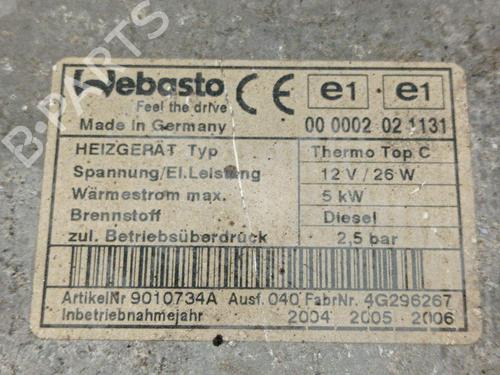 Webasto CE e1 e1
Feel the drive
Made in Germany 00 0002 02 1131
HEIZGERÄT Typ Thermo Top C
Spannung/El.Leistung 12 V / 26 W
Wärmestrom max. 5 kW
Brennstoff Diesel
zul. Betriebsüberdrück 2,5 bar
ArtikelNr 9010734A Ausf. 040 FabrNr. 4G296267
Inbetriebnahmejahr 2004 2005 2006
B-PARTS